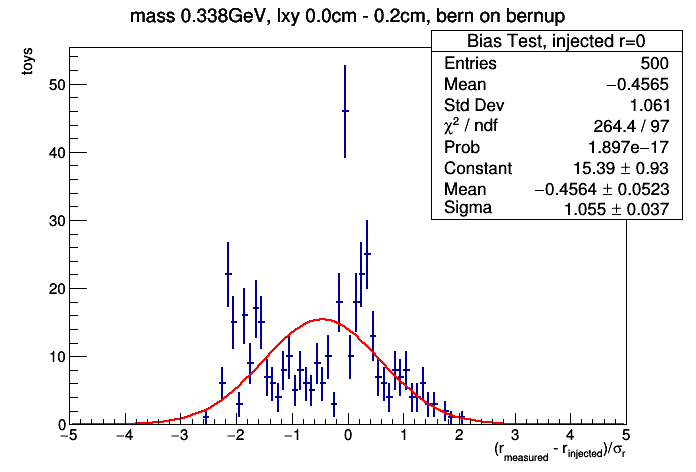 mass 0.338GeV, lxy 0.0cm - 0.2cm, bern on bernup
Bias Test, injected r=0
Entries 500
Mean −0.4565
Std Dev 1.061
χ² / ndf 264.4 / 97
Prob 1.897e−17
Constant 15.39 ± 0.93
Mean −0.4564 ± 0.0523
Sigma 1.055 ± 0.037
toys
50
40
30
20
10
0
−5 −4 −3 −2 −1 0 1 2 3 4 5
(r_measured - r_injected)/σ_r